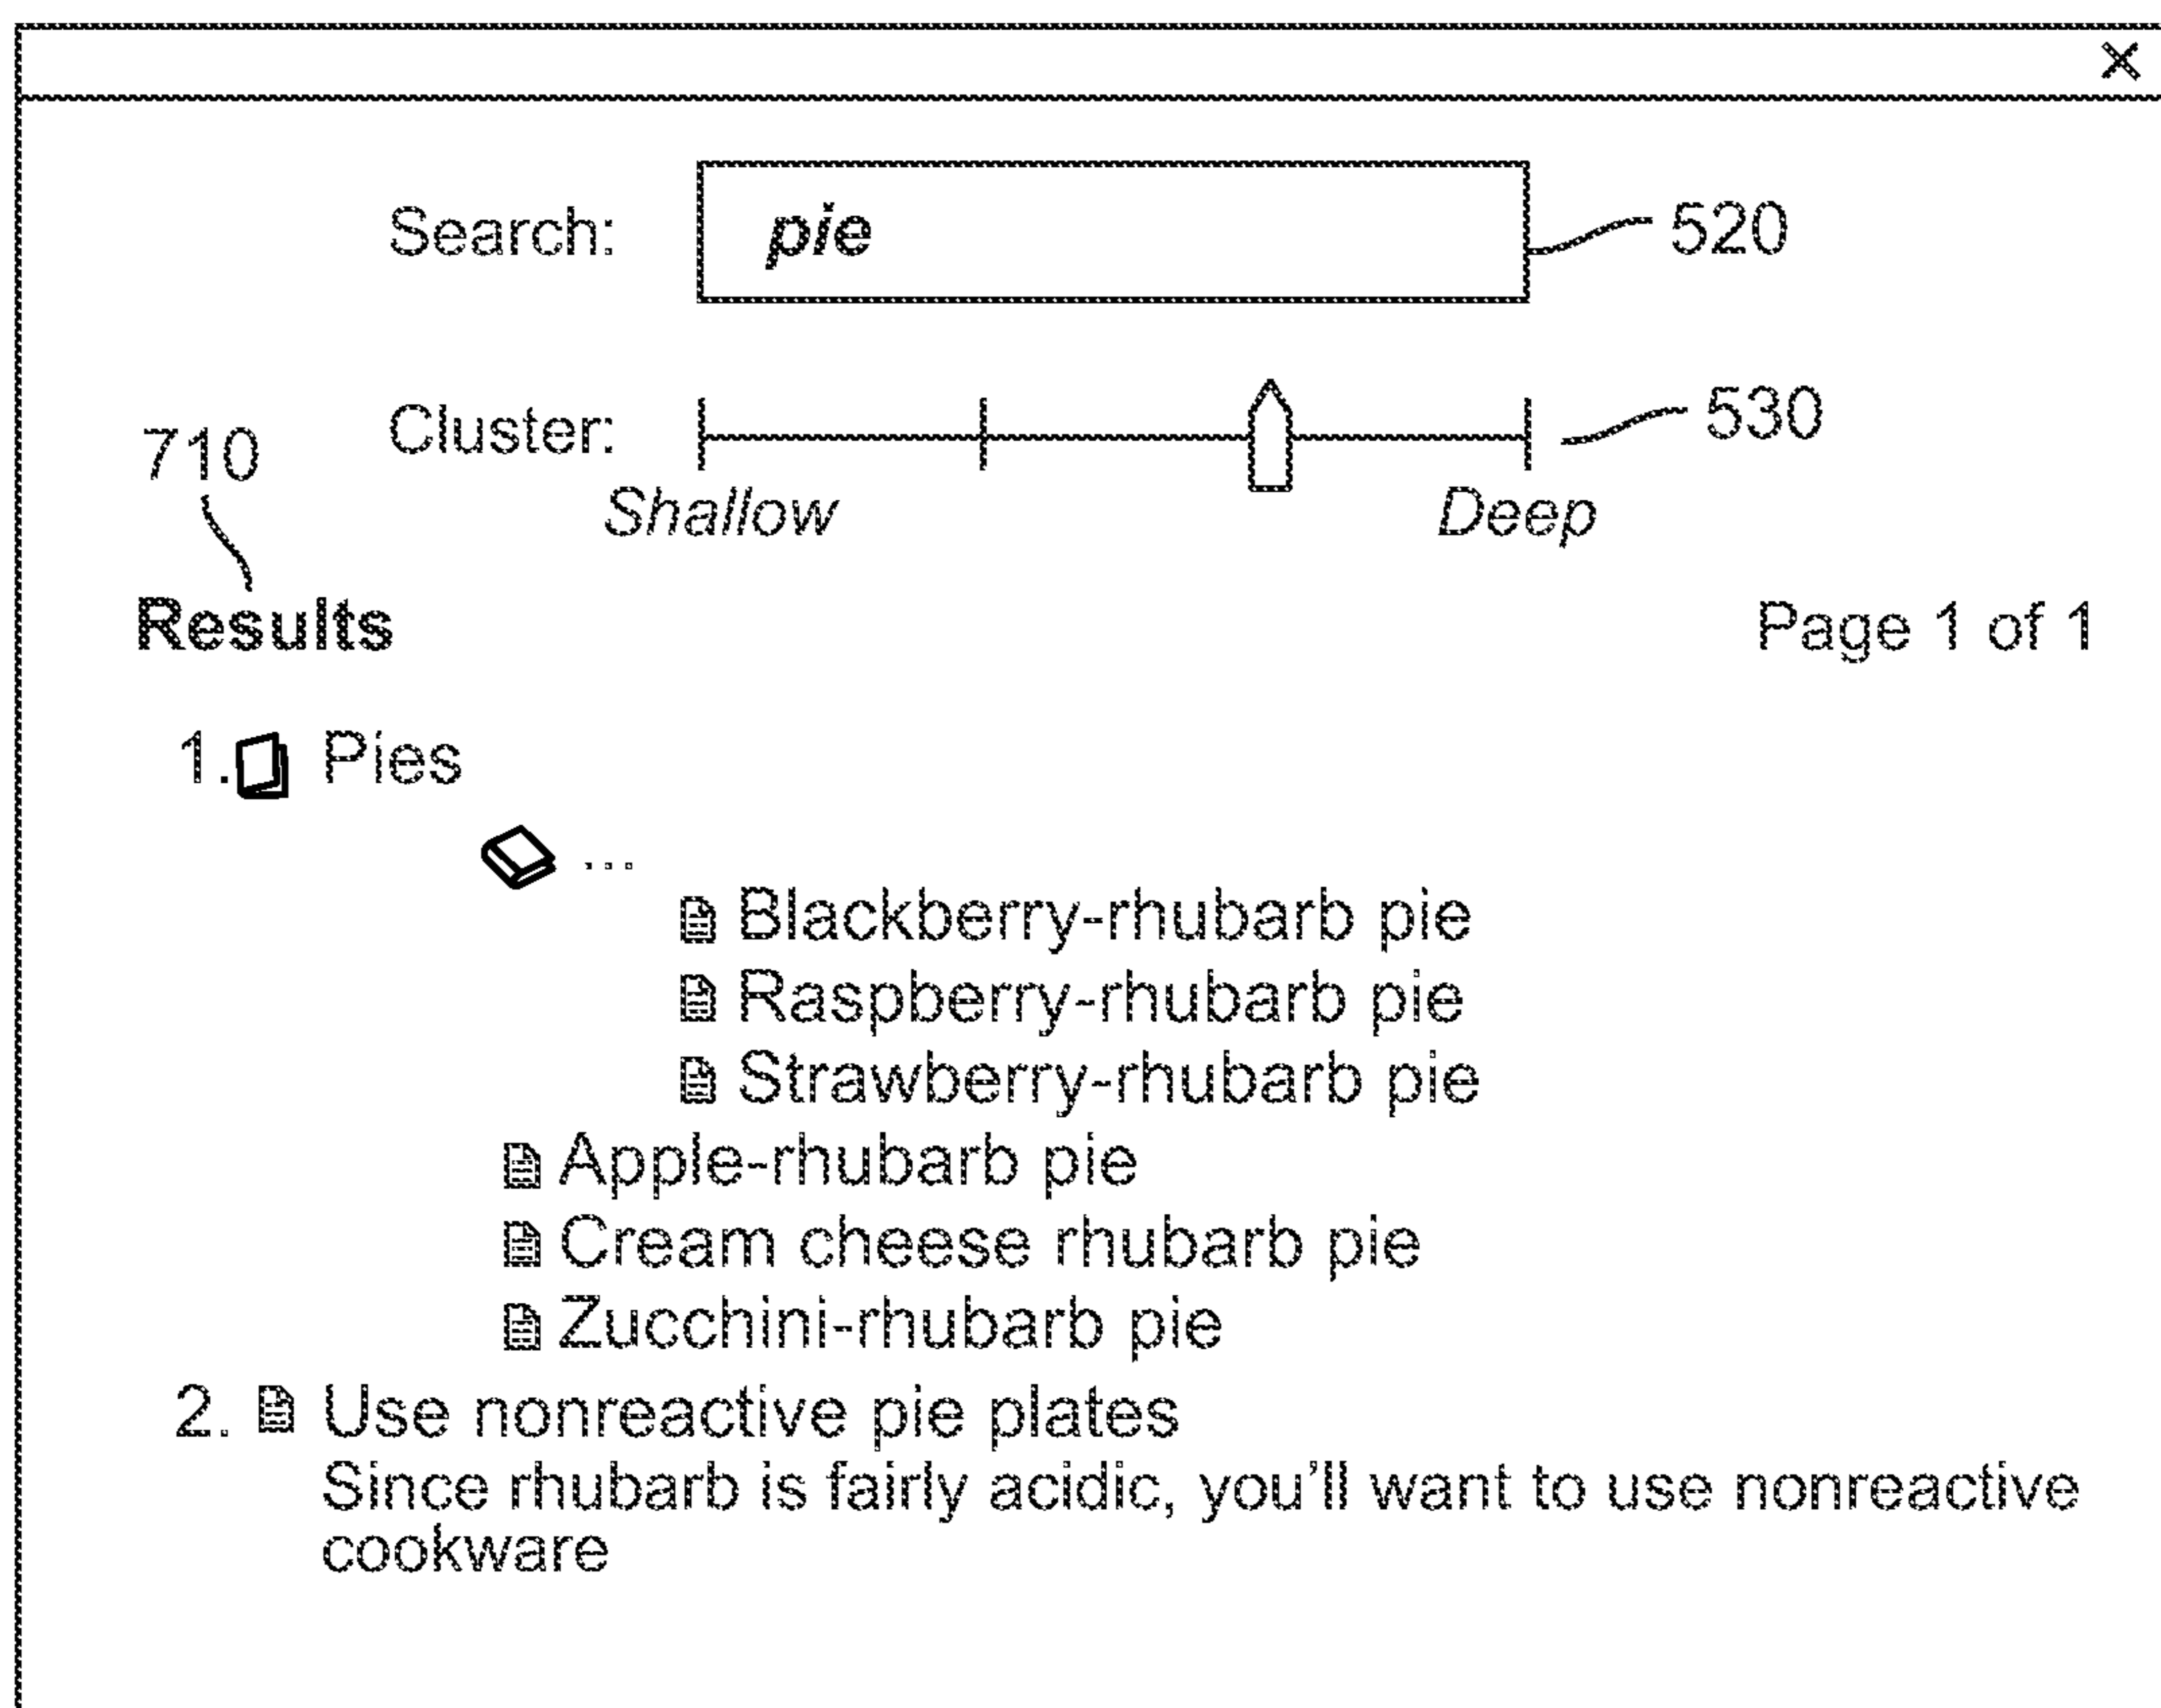 ×
Search: pie 520
Cluster: 530
710
Shallow Deep
Results Page 1 of 1
1. Pies
...
Blackberry-rhubarb pie
Raspberry-rhubarb pie
Strawberry-rhubarb pie
Apple-rhubarb pie
Cream cheese rhubarb pie
Zucchini-rhubarb pie
2. Use nonreactive pie plates
Since rhubarb is fairly acidic, you'll want to use nonreactive
cookware